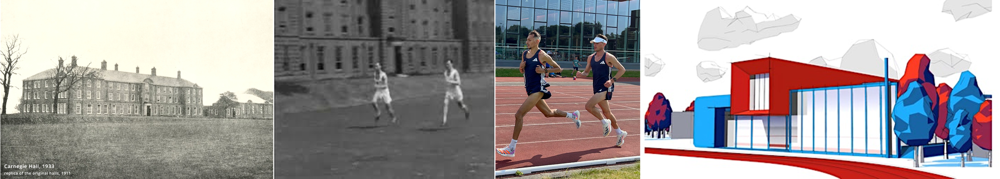 Carnegie Hall, 1933
replica of the original halls, 1911